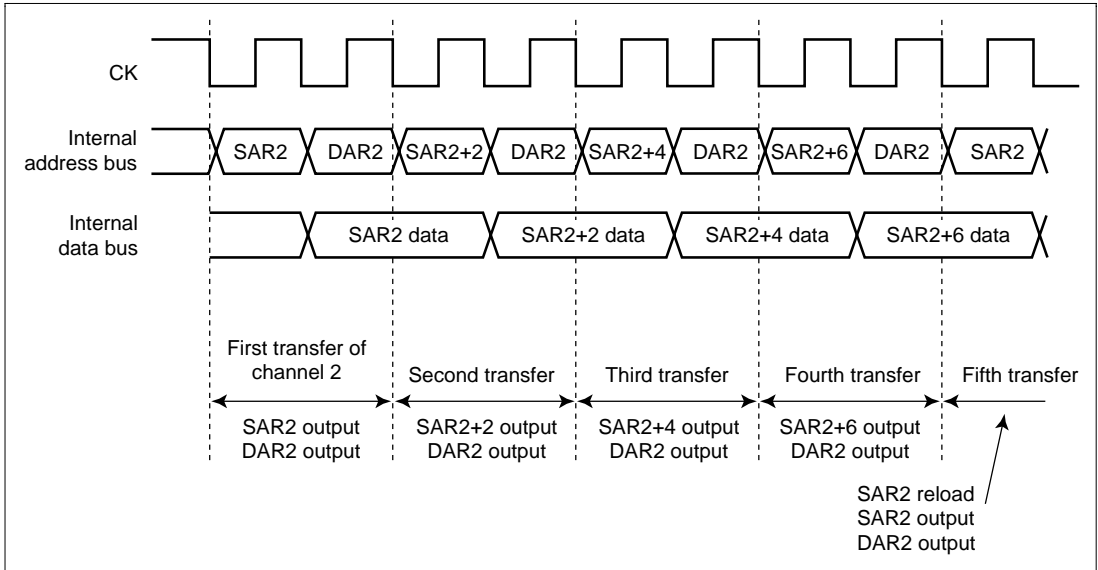 CK
Internal
address bus
SAR2 DAR2 SAR2+2 DAR2 SAR2+4 DAR2 SAR2+6 DAR2 SAR2
Internal
data bus
SAR2 data SAR2+2 data SAR2+4 data SAR2+6 data
First transfer of
channel 2
Second transfer Third transfer Fourth transfer Fifth transfer
SAR2 output SAR2+2 output SAR2+4 output SAR2+6 output
DAR2 output DAR2 output DAR2 output DAR2 output
SAR2 reload
SAR2 output
DAR2 output